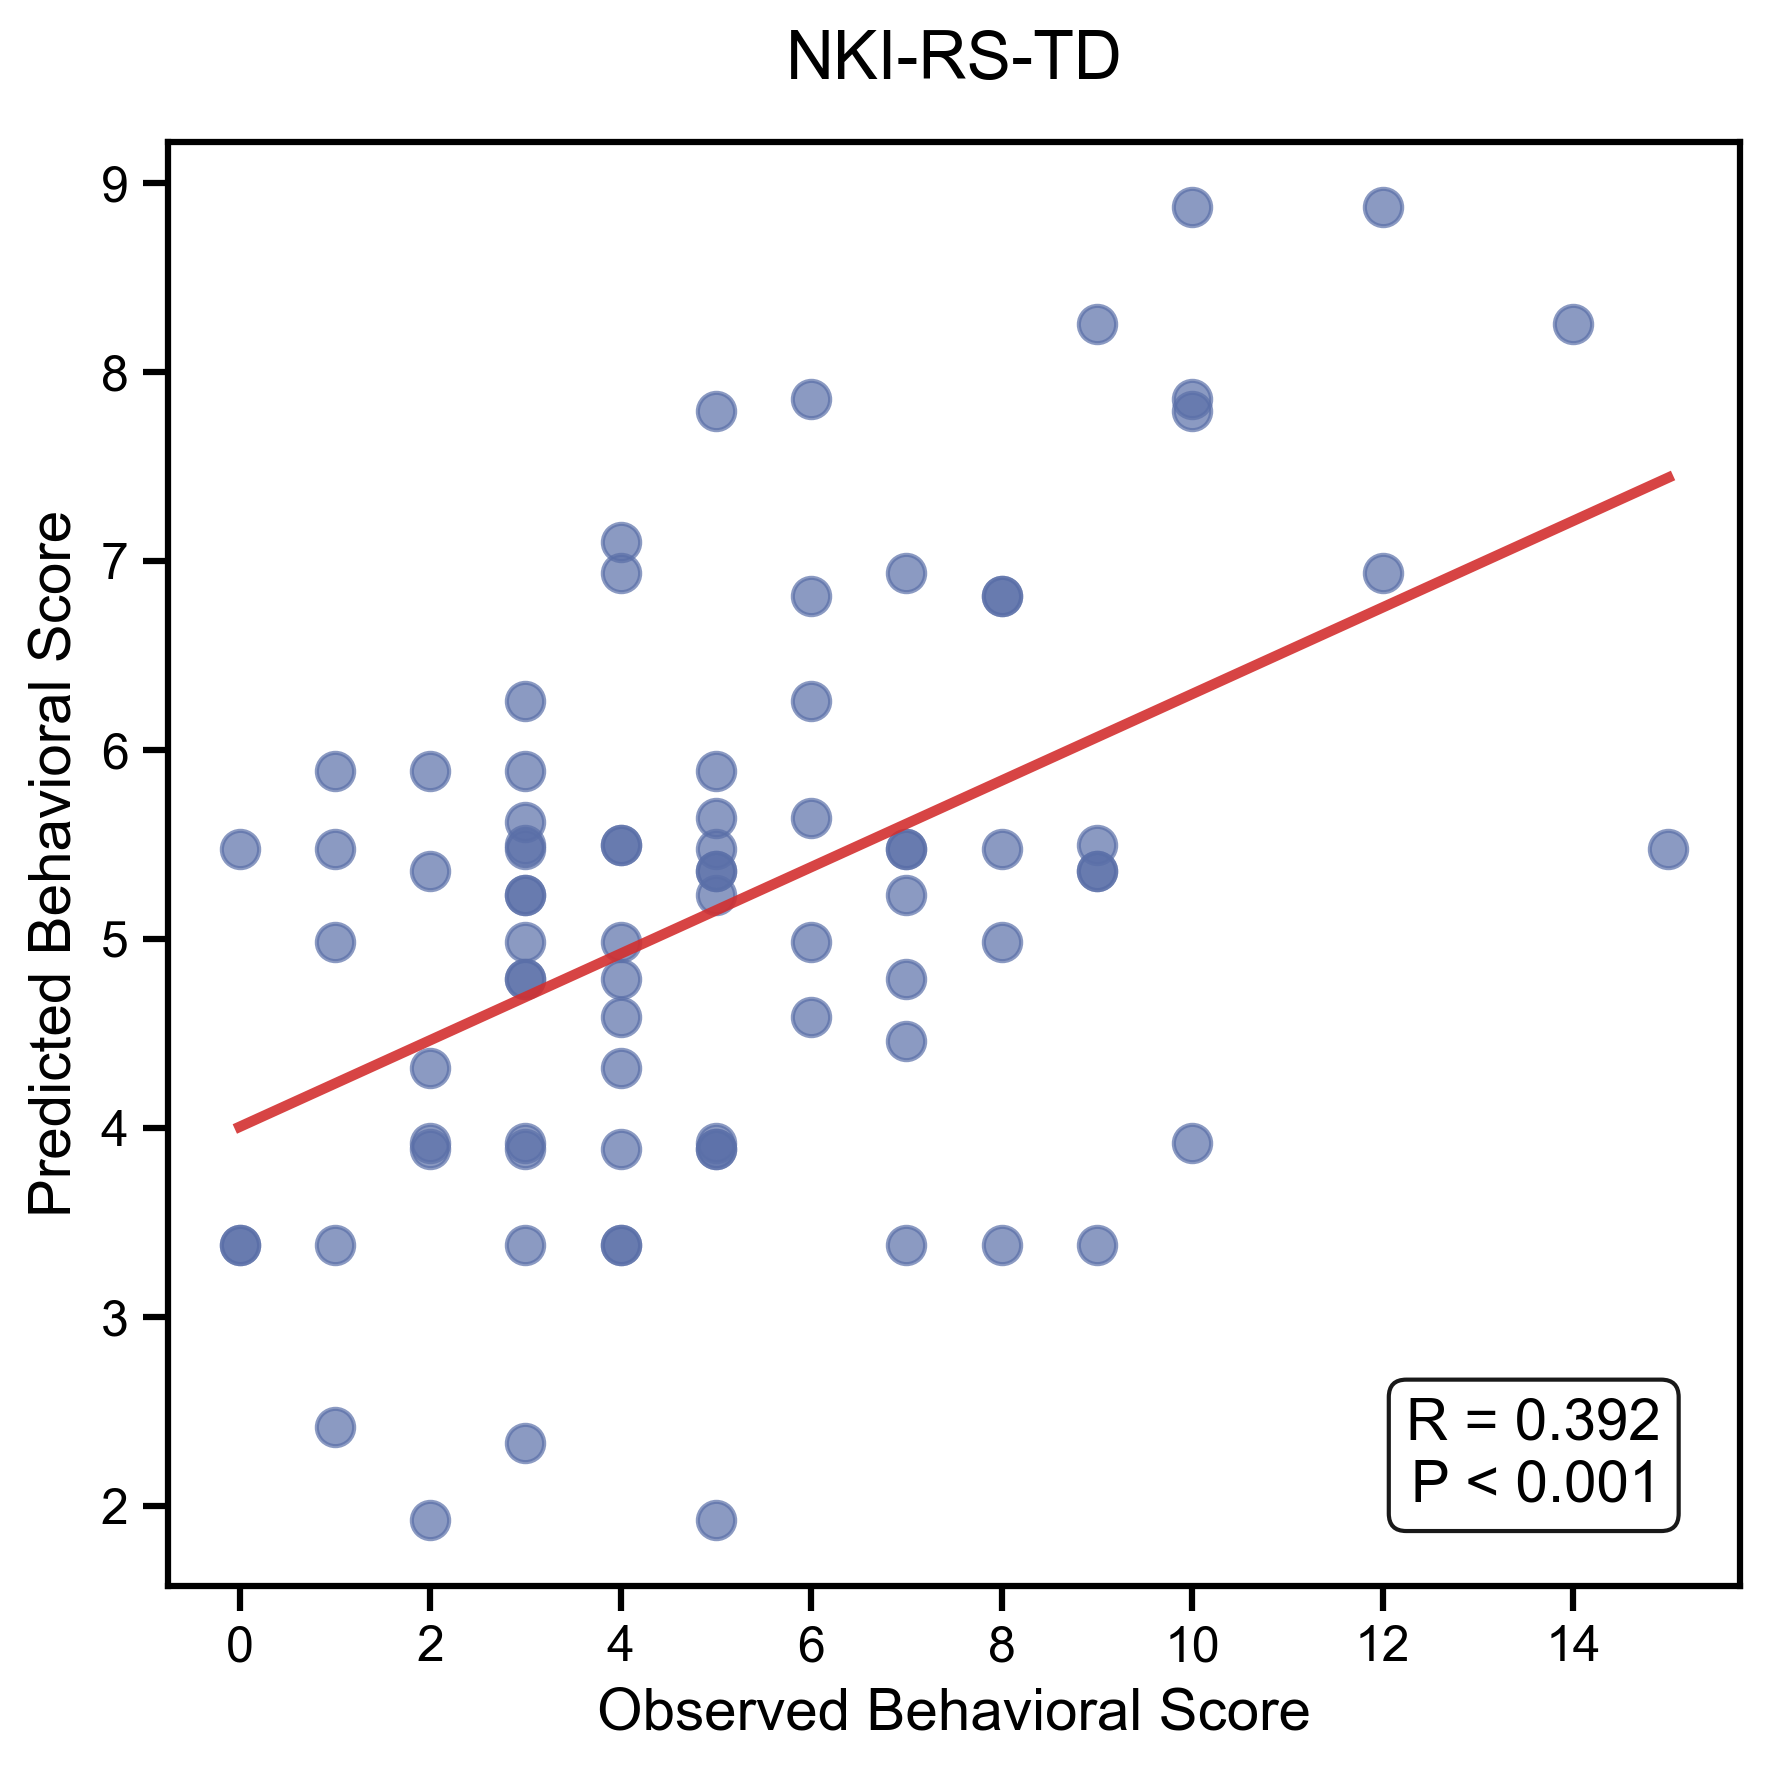 NKI-RS-TD
9
8
7
6
5
4
3
2
Predicted Behavioral Score
R = 0.392
P < 0.001
0 2 4 6 8 10 12 14
Observed Behavioral Score